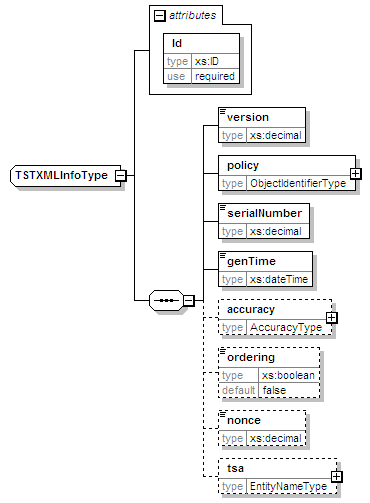 attributes
Id
type xs:ID
use required
TSTXMLInfoType
version
type xs:decimal
policy
type ObjectIdentifierType
serialNumber
type xs:decimal
genTime
type xs:dateTime
accuracy
type AccuracyType
ordering
type xs:boolean
default false
nonce
type xs:decimal
tsa
type EntityNameType